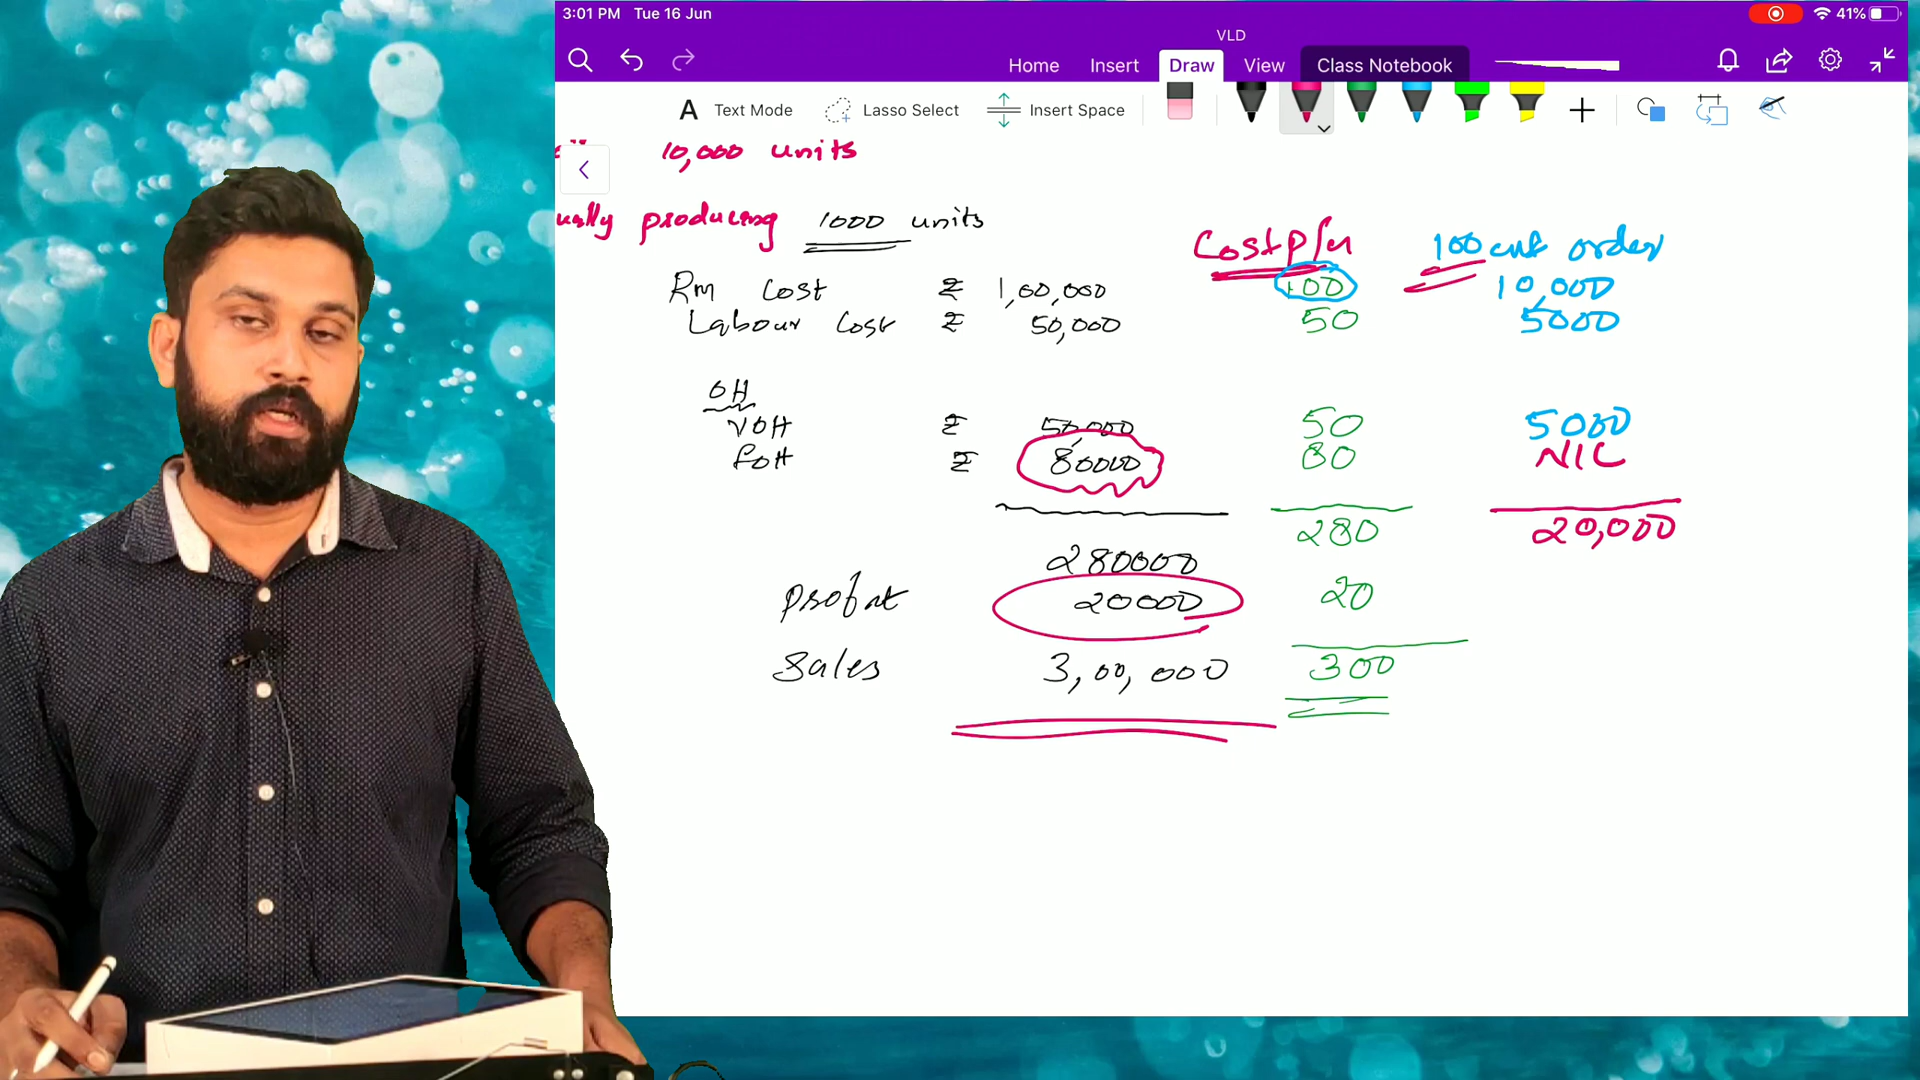 3:01 PM Tue 16 Jun 41%
VLD
Home Insert Draw View Class Notebook
A Text Mode Lasso Select Insert Space
10,000 units
ually producing 1000 units
Cost p/u 100 unt order
Rm Cost ₹ 1,00,000 100 10,000
Labour Cost ₹ 50,000 50 5000
OH
VOH ₹ 50,000 50 5000
FOH ₹ 80000 80 NIL
280000 280 20,000
Profit 20000 20
Sales 3,00,000 300